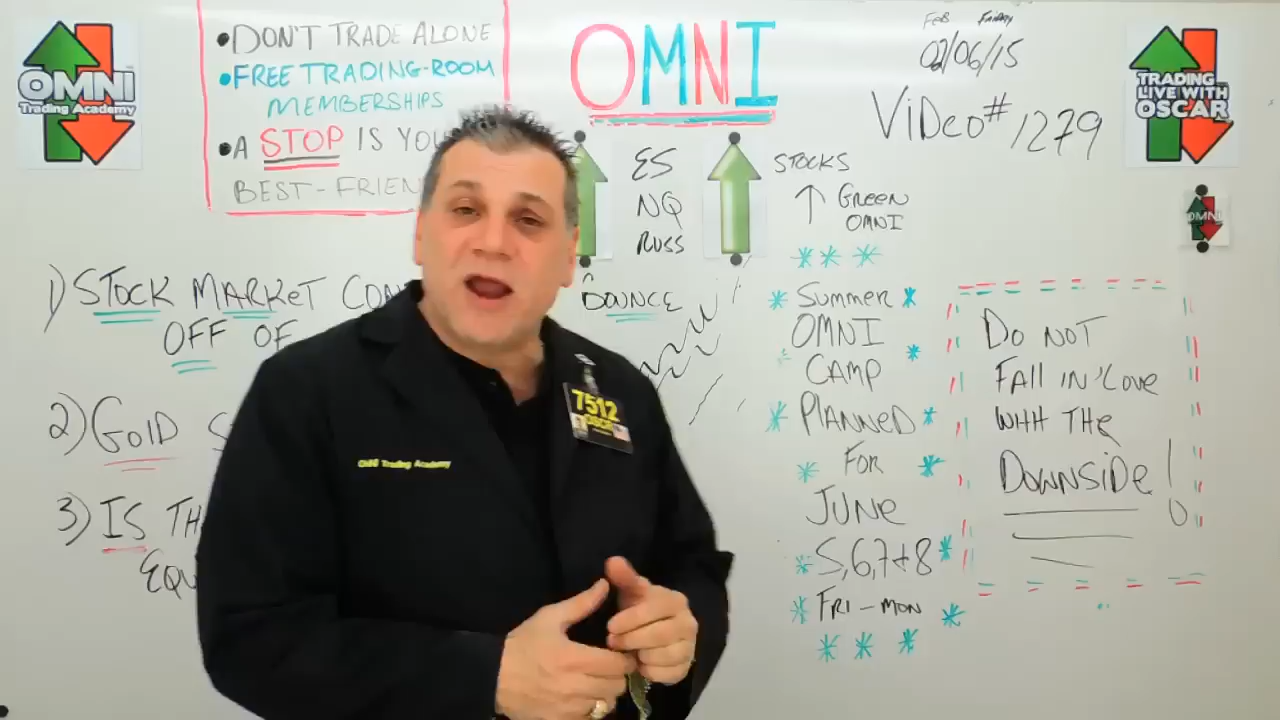 OMNI
Trading Academy
• DON'T TRADE ALONE
• FREE TRADING-ROOM
MEMBERSHIPS
• A STOP IS YOU
BEST-FRIEN
OMNI
ES
NQ
RUSS
STOCKS
↑ GREEN
OMNI
FEB FRIDAY
02/06/15
VIDEO# 1279
TRADING
LIVE WITH
OSCAR
OMNI
1) STOCK MARKET CON
BOUNCE
OFF OF
2) GOLD S
3) IS TH
EQU
* * *
* SUMMER *
OMNI
* CAMP *
* PLANNED *
* FOR *
JUNE
* 5,6,7+8 *
* FRI-MON *
* * *
DO NOT
FALL IN LOVE
WITH THE
DOWNSIDE!
7512
OMNI Trading Academy